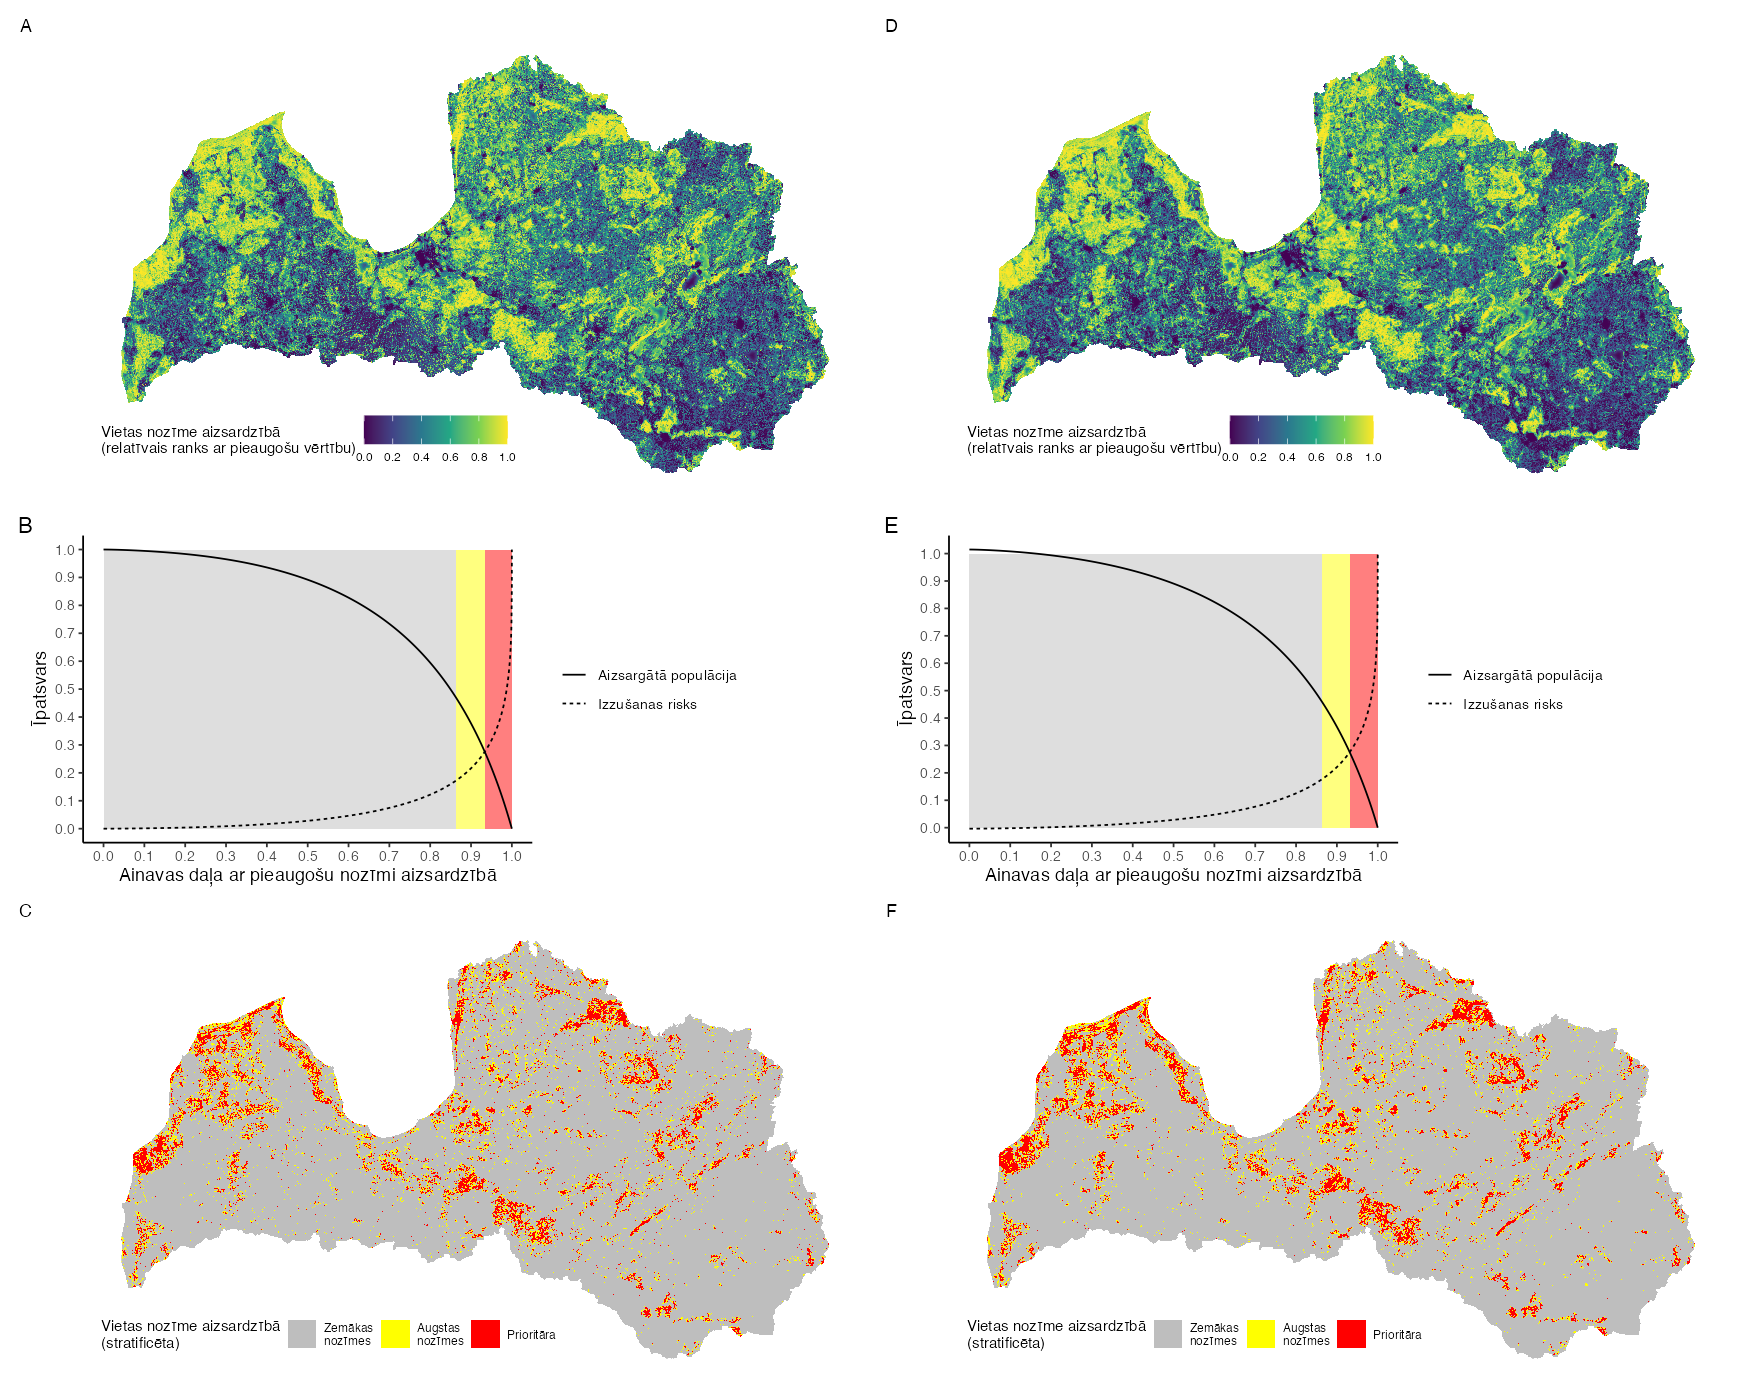 A
Vietas nozīme aizsardzībā
(relatīvais ranks ar pieaugošu vērtību)
0.0 0.2 0.4 0.6 0.8 1.0
D
Vietas nozīme aizsardzībā
(relatīvais ranks ar pieaugošu vērtību)
0.0 0.2 0.4 0.6 0.8 1.0
B
Īpatsvars
1.0
0.9
0.8
0.7
0.6
0.5
0.4
0.3
0.2
0.1
0.0
0.0 0.1 0.2 0.3 0.4 0.5 0.6 0.7 0.8 0.9 1.0
Ainavas daļa ar pieaugošu nozīmi aizsardzībā
Aizsargātā populācija
Izzušanas risks
E
Īpatsvars
1.0
0.9
0.8
0.7
0.6
0.5
0.4
0.3
0.2
0.1
0.0
0.0 0.1 0.2 0.3 0.4 0.5 0.6 0.7 0.8 0.9 1.0
Ainavas daļa ar pieaugošu nozīmi aizsardzībā
Aizsargātā populācija
Izzušanas risks
C
Vietas nozīme aizsardzībā
(stratificēta)
Zemākas
nozīmes
Augstas
nozīmes
Prioritāra
F
Vietas nozīme aizsardzībā
(stratificēta)
Zemākas
nozīmes
Augstas
nozīmes
Prioritāra